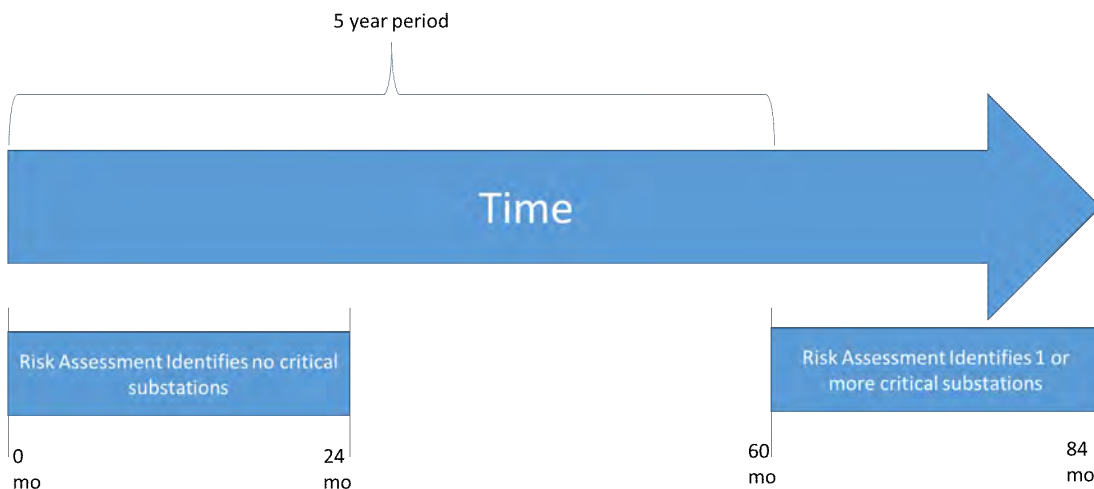 5 year period
Time
Risk Assessment Identifies no critical
substations
Risk Assessment Identifies 1 or
more critical substations
0
mo
24
mo
60
mo
84
mo